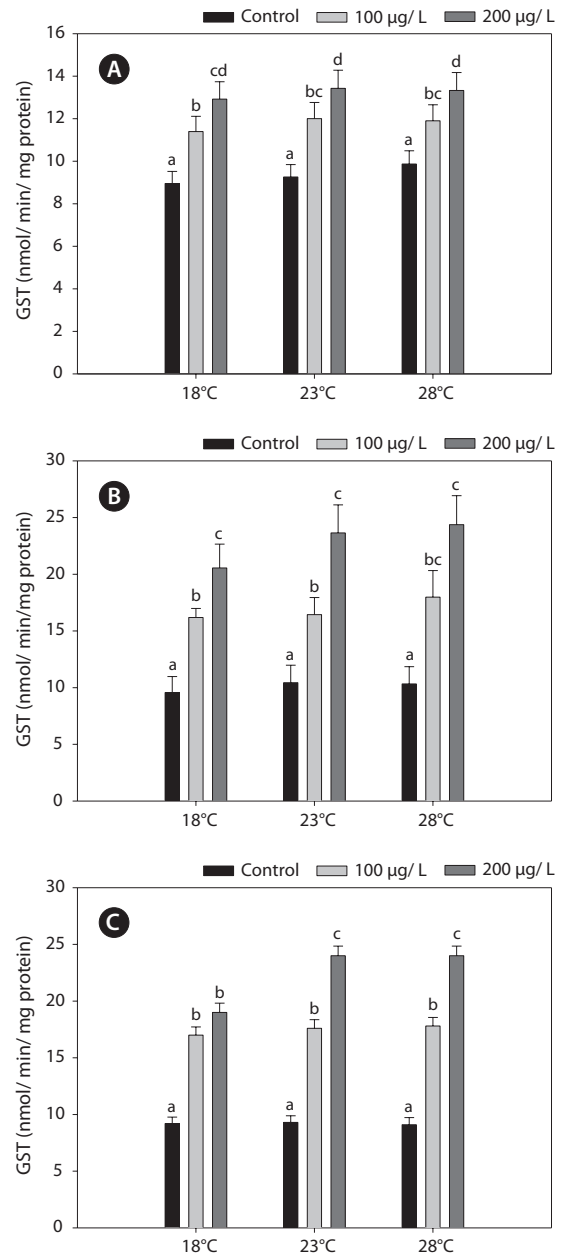 Control 100 µg/ L 200 µg/ L
16
14
12
10
8
6
4
2
0
GST (nmol/ min/ mg protein)
A
a b cd
a bc d
a bc d
18°C 23°C 28°C
Control 100 µg/ L 200 µg/ L
30
25
20
15
10
5
0
GST (nmol/ min/mg protein)
B
a b c
a b c
a bc c
18°C 23°C 28°C
Control 100 µg/ L 200 µg/ L
30
25
20
15
10
5
0
GST (nmol/ min/ mg protein)
C
a b b
a b c
a b c
18°C 23°C 28°C